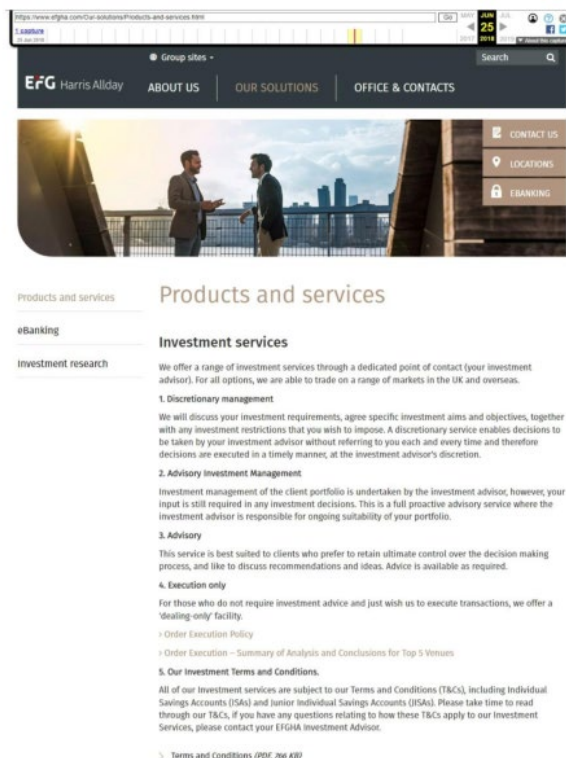 https://www.efgha.com/Our-solutions/Products-and-services.html
Go
MAY JUN JUL
25
2017 2018 2019
1 capture
25 Jun 2018
About this capture
Group sites
Search
EFG Harris Allday
ABOUT US
OUR SOLUTIONS
OFFICE & CONTACTS
CONTACT US
LOCATIONS
EBANKING
Products and services
eBanking
Investment research
Products and services
Investment services
We offer a range of investment services through a dedicated point of contact (your investment
advisor). For all options, we are able to trade on a range of markets in the UK and overseas.
1. Discretionary management
We will discuss your investment requirements, agree specific investment aims and objectives, together
with any investment restrictions that you wish to impose. A discretionary service enables decisions to
be taken by your investment advisor without referring to you each and every time and therefore
decisions are executed in a timely manner, at the investment advisor's discretion.
2. Advisory Investment Management
Investment management of the client portfolio is undertaken by the investment advisor, however, your
input is still required in any investment decisions. This is a full proactive advisory service where the
investment advisor is responsible for ongoing suitability of your portfolio.
3. Advisory
This service is best suited to clients who prefer to retain ultimate control over the decision making
process, and like to discuss recommendations and ideas. Advice is available as required.
4. Execution only
For those who do not require investment advice and just wish us to execute transactions, we offer a
'dealing-only' facility.
› Order Execution Policy
› Order Execution – Summary of Analysis and Conclusions for Top 5 Venues
5. Our Investment Terms and Conditions.
All of our Investment services are subject to our Terms and Conditions (T&Cs), including Individual
Savings Accounts (ISAs) and Junior Individual Savings Accounts (JISAs). Please take time to read
through our T&Cs, if you have any questions relating to how these T&Cs apply to our Investment
Services, please contact your EFGHA Investment Advisor.
Terms and Conditions (PDF, 266 KB)